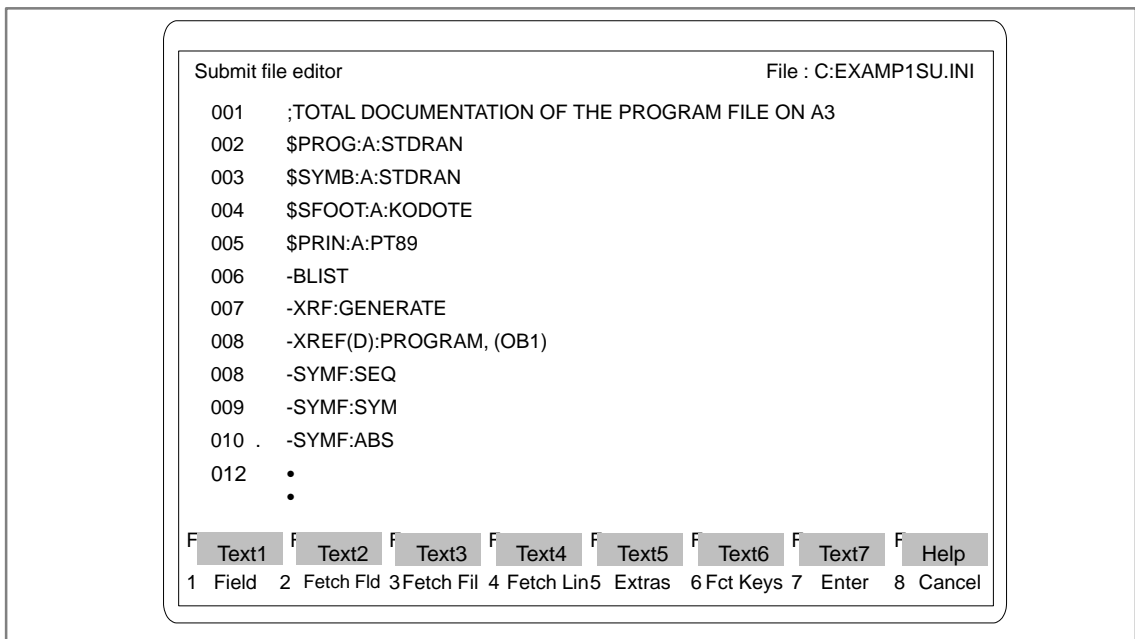 Submit file editor File : C:EXAMP1SU.INI
001 ;TOTAL DOCUMENTATION OF THE PROGRAM FILE ON A3
002 $PROG:A:STDRAN
003 $SYMB:A:STDRAN
004 $SFOOT:A:KODOTE
005 $PRIN:A:PT89
006 -BLIST
007 -XRF:GENERATE
008 -XREF(D):PROGRAM, (OB1)
008 -SYMF:SEQ
009 -SYMF:SYM
010 . -SYMF:ABS
012 •
•
F Text1 F Text2 F Text3 F Text4 F Text5 F Text6 F Text7 F Help
1 Field 2 Fetch Fld 3 Fetch Fil 4 Fetch Lin 5 Extras 6 Fct Keys 7 Enter 8 Cancel